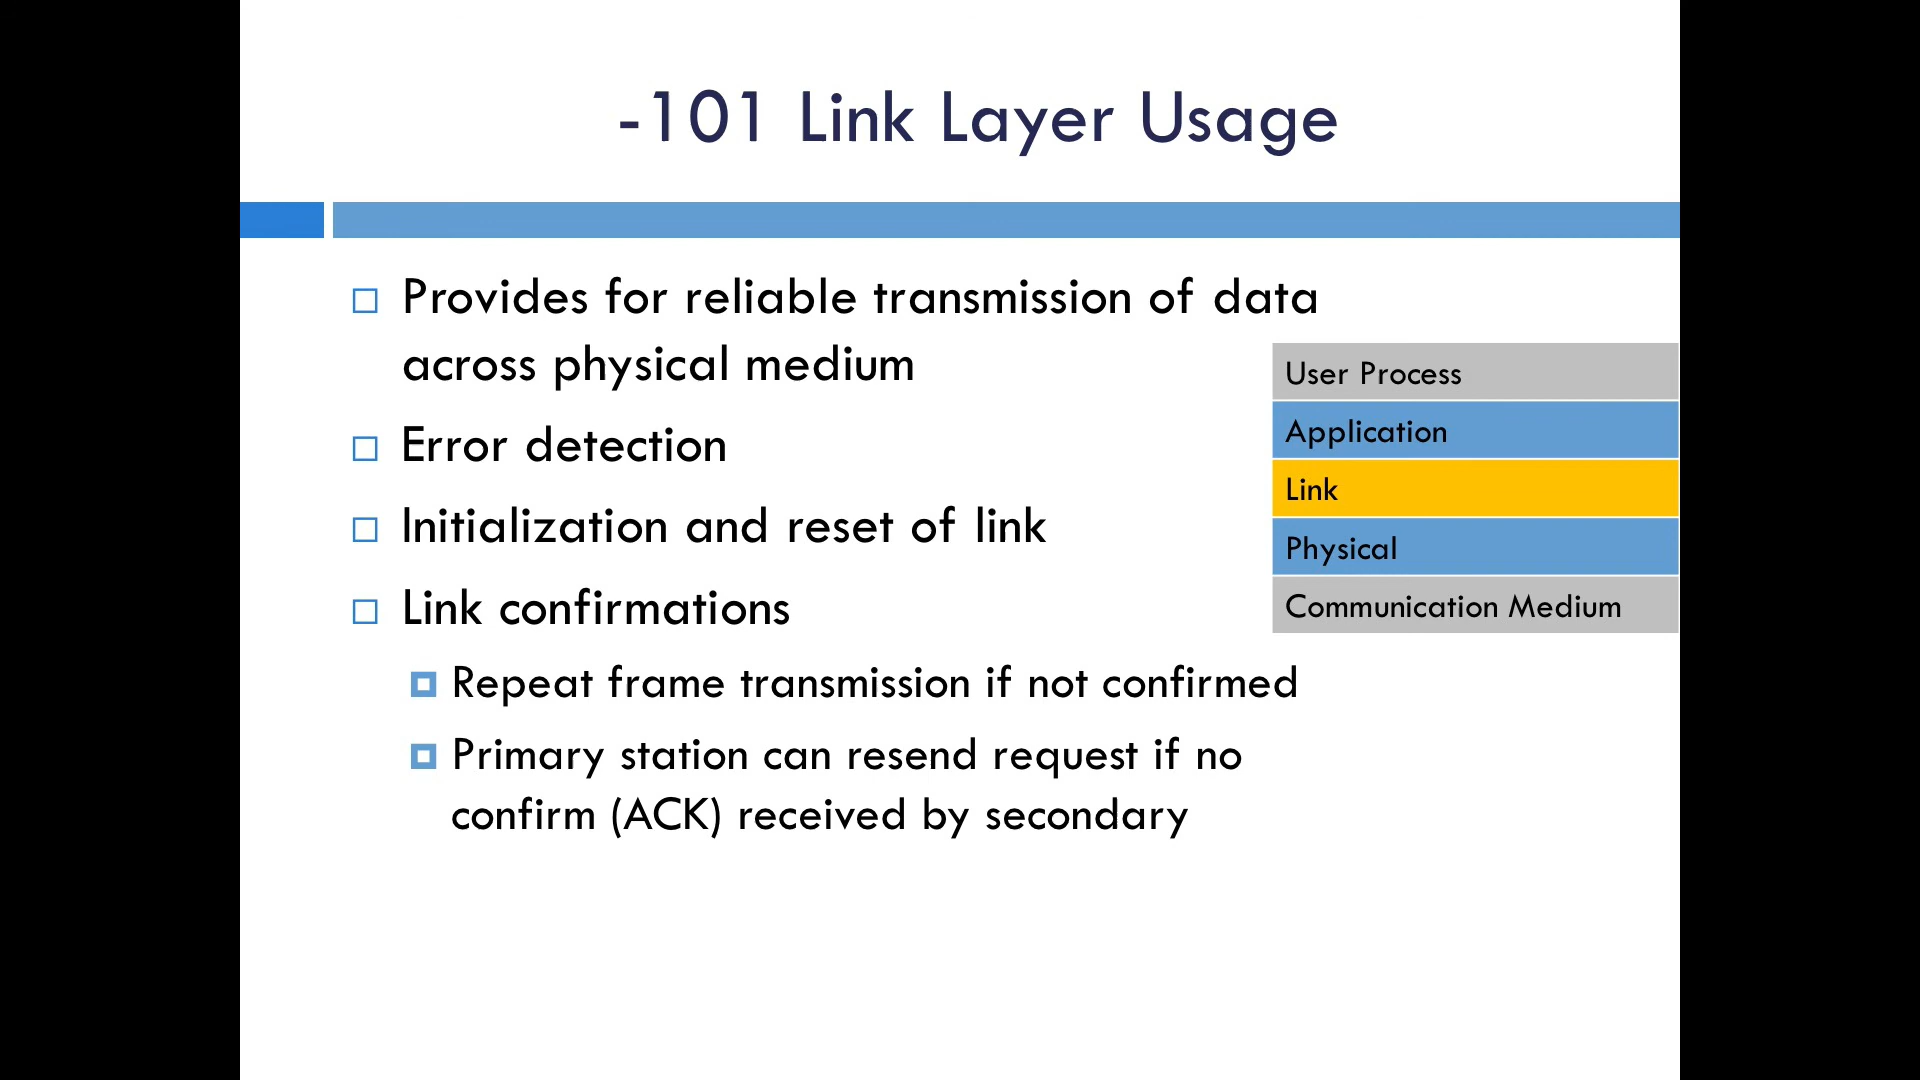 -101 Link Layer Usage
Provides for reliable transmission of data
across physical medium
Error detection
Initialization and reset of link
Link confirmations
Repeat frame transmission if not confirmed
Primary station can resend request if no
confirm (ACK) received by secondary
User Process
Application
Link
Physical
Communication Medium